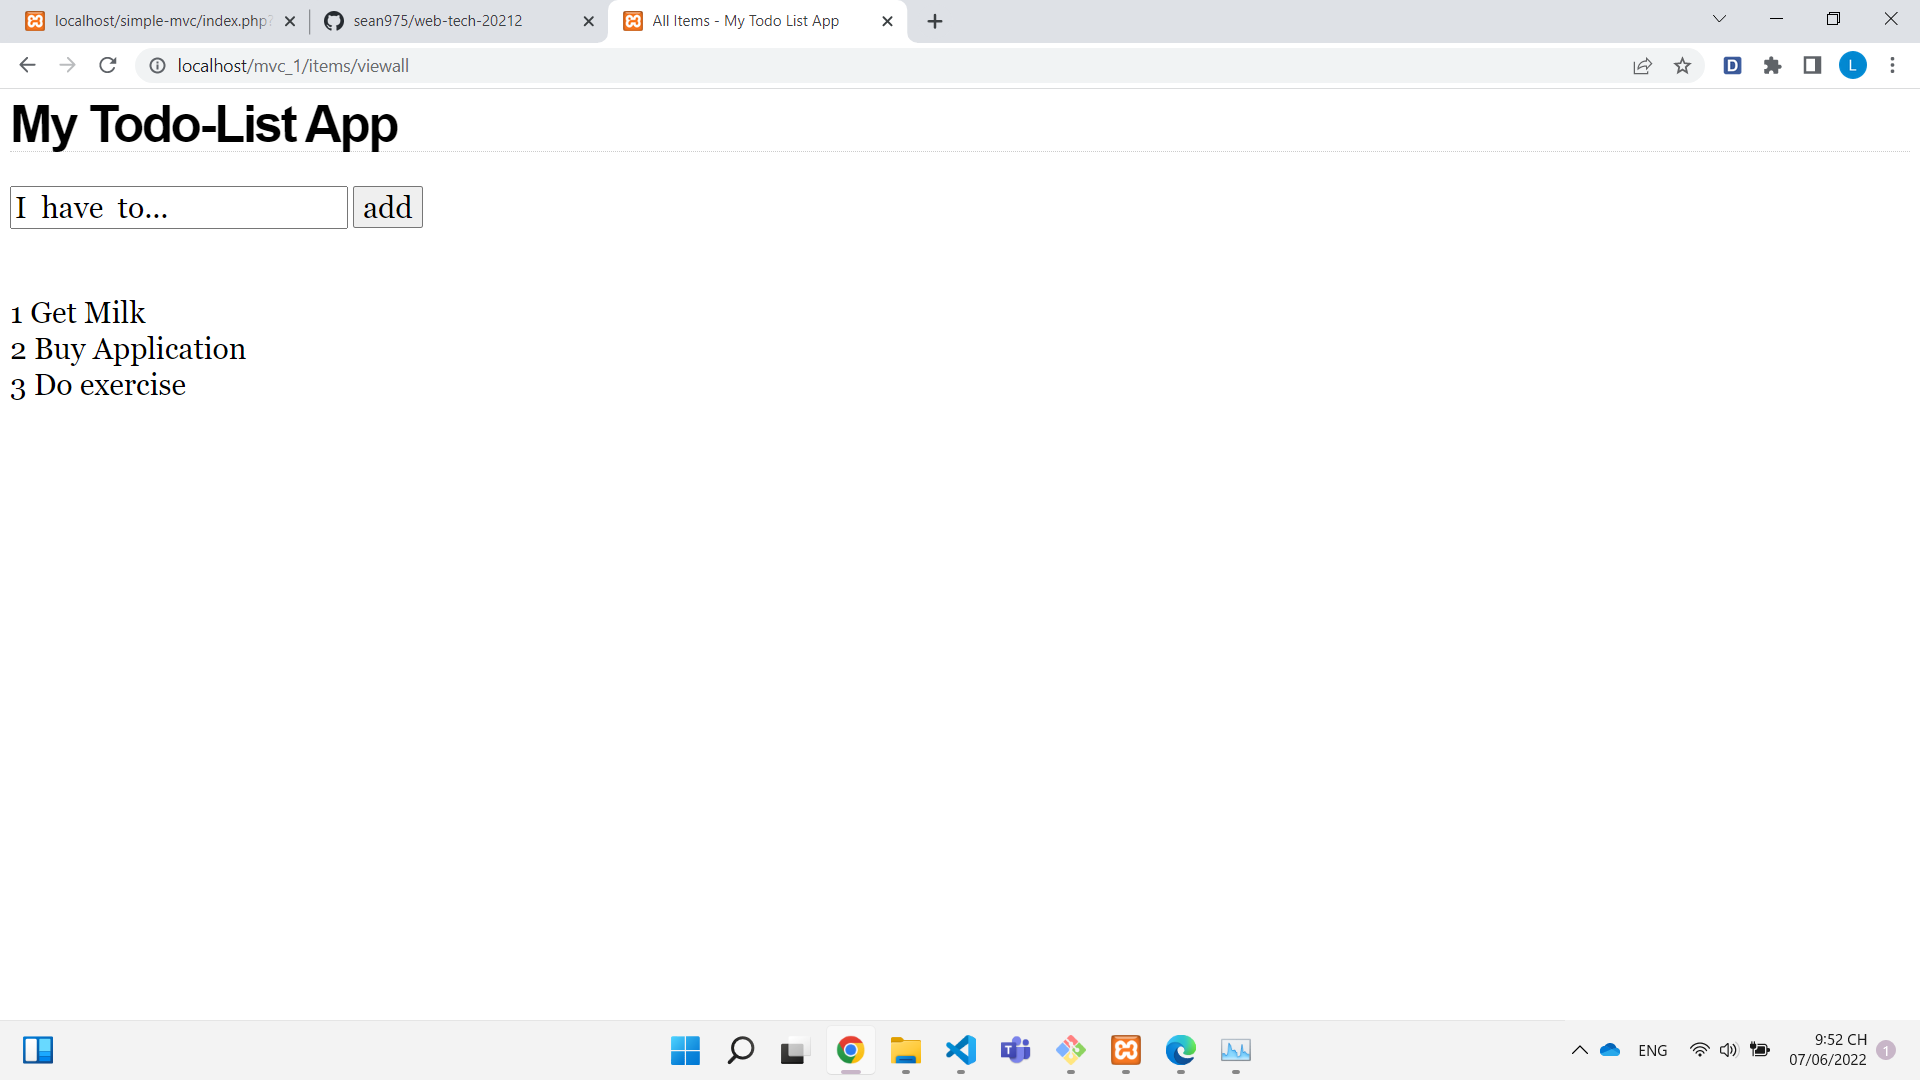 localhost/simple-mvc/index.php?
sean975/web-tech-20212
All Items - My Todo List App
localhost/mvc_1/items/viewall
D
L
My Todo-List App
I have to...
add
1 Get Milk
2 Buy Application
3 Do exercise
ENG
9:52 CH
07/06/2022
1